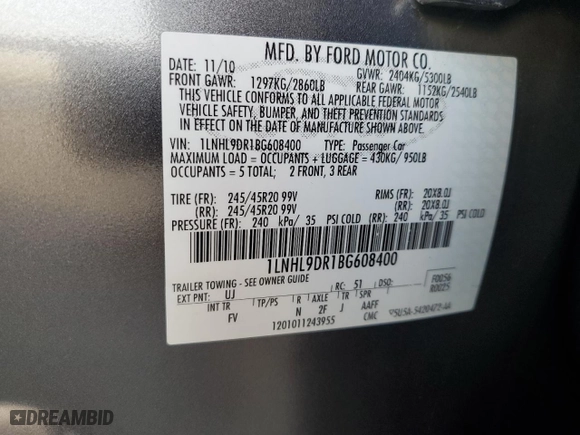 MFD. BY FORD MOTOR CO.
DATE: 11/10
GVWR: 2404KG/5300LB
FRONT GAWR: 1297KG/2860LB
REAR GAWR: 1152KG/2540LB
THIS VEHICLE CONFORMS TO ALL APPLICABLE FEDERAL MOTOR
VEHICLE SAFETY, BUMPER, AND THEFT PREVENTION STANDARDS
IN EFFECT ON THE DATE OF MANUFACTURE SHOWN ABOVE.
VIN: 1LNHL9DR1BG608400 TYPE: Passenger Car
MAXIMUM LOAD = OCCUPANTS + LUGGAGE = 430KG/ 950LB
OCCUPANTS = 5 TOTAL; 2 FRONT, 3 REAR
TIRE (FR): 245/45R20 99V RIMS (FR): 20X8.0J
(RR): 245/45R20 99V (RR): 20X8.0J
PRESSURE (FR): 240 kPa/ 35 PSI COLD (RR): 240 kPa/ 35 PSI COLD
1LNHL9DR1BG608400
TRAILER TOWING - SEE OWNER GUIDE
RC: 51 DSO:
F0056
R0025
EXT PNT: UJ
INT TR TP/PS R AXLE TR SPR
FV N 2F J AAFF
1201011243955
CMC
DREAMBID